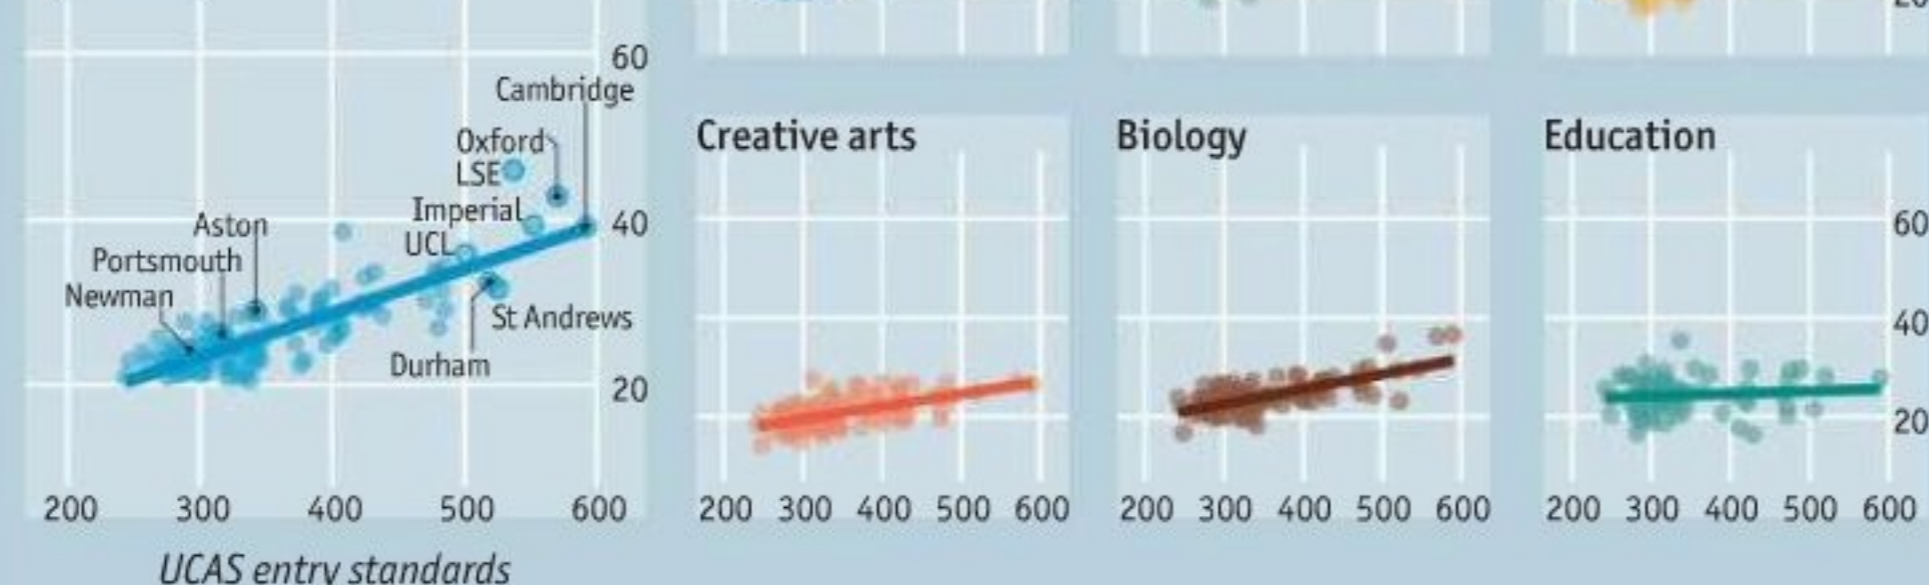 20
60
Cambridge
Oxford
LSE
Imperial
UCL
Aston
Portsmouth
Newman
40
St Andrews
Durham
20
200 300 400 500 600
UCAS entry standards
Creative arts
200 300 400 500 600
Biology
200 300 400 500 600
Education
60
40
20
200 300 400 500 600